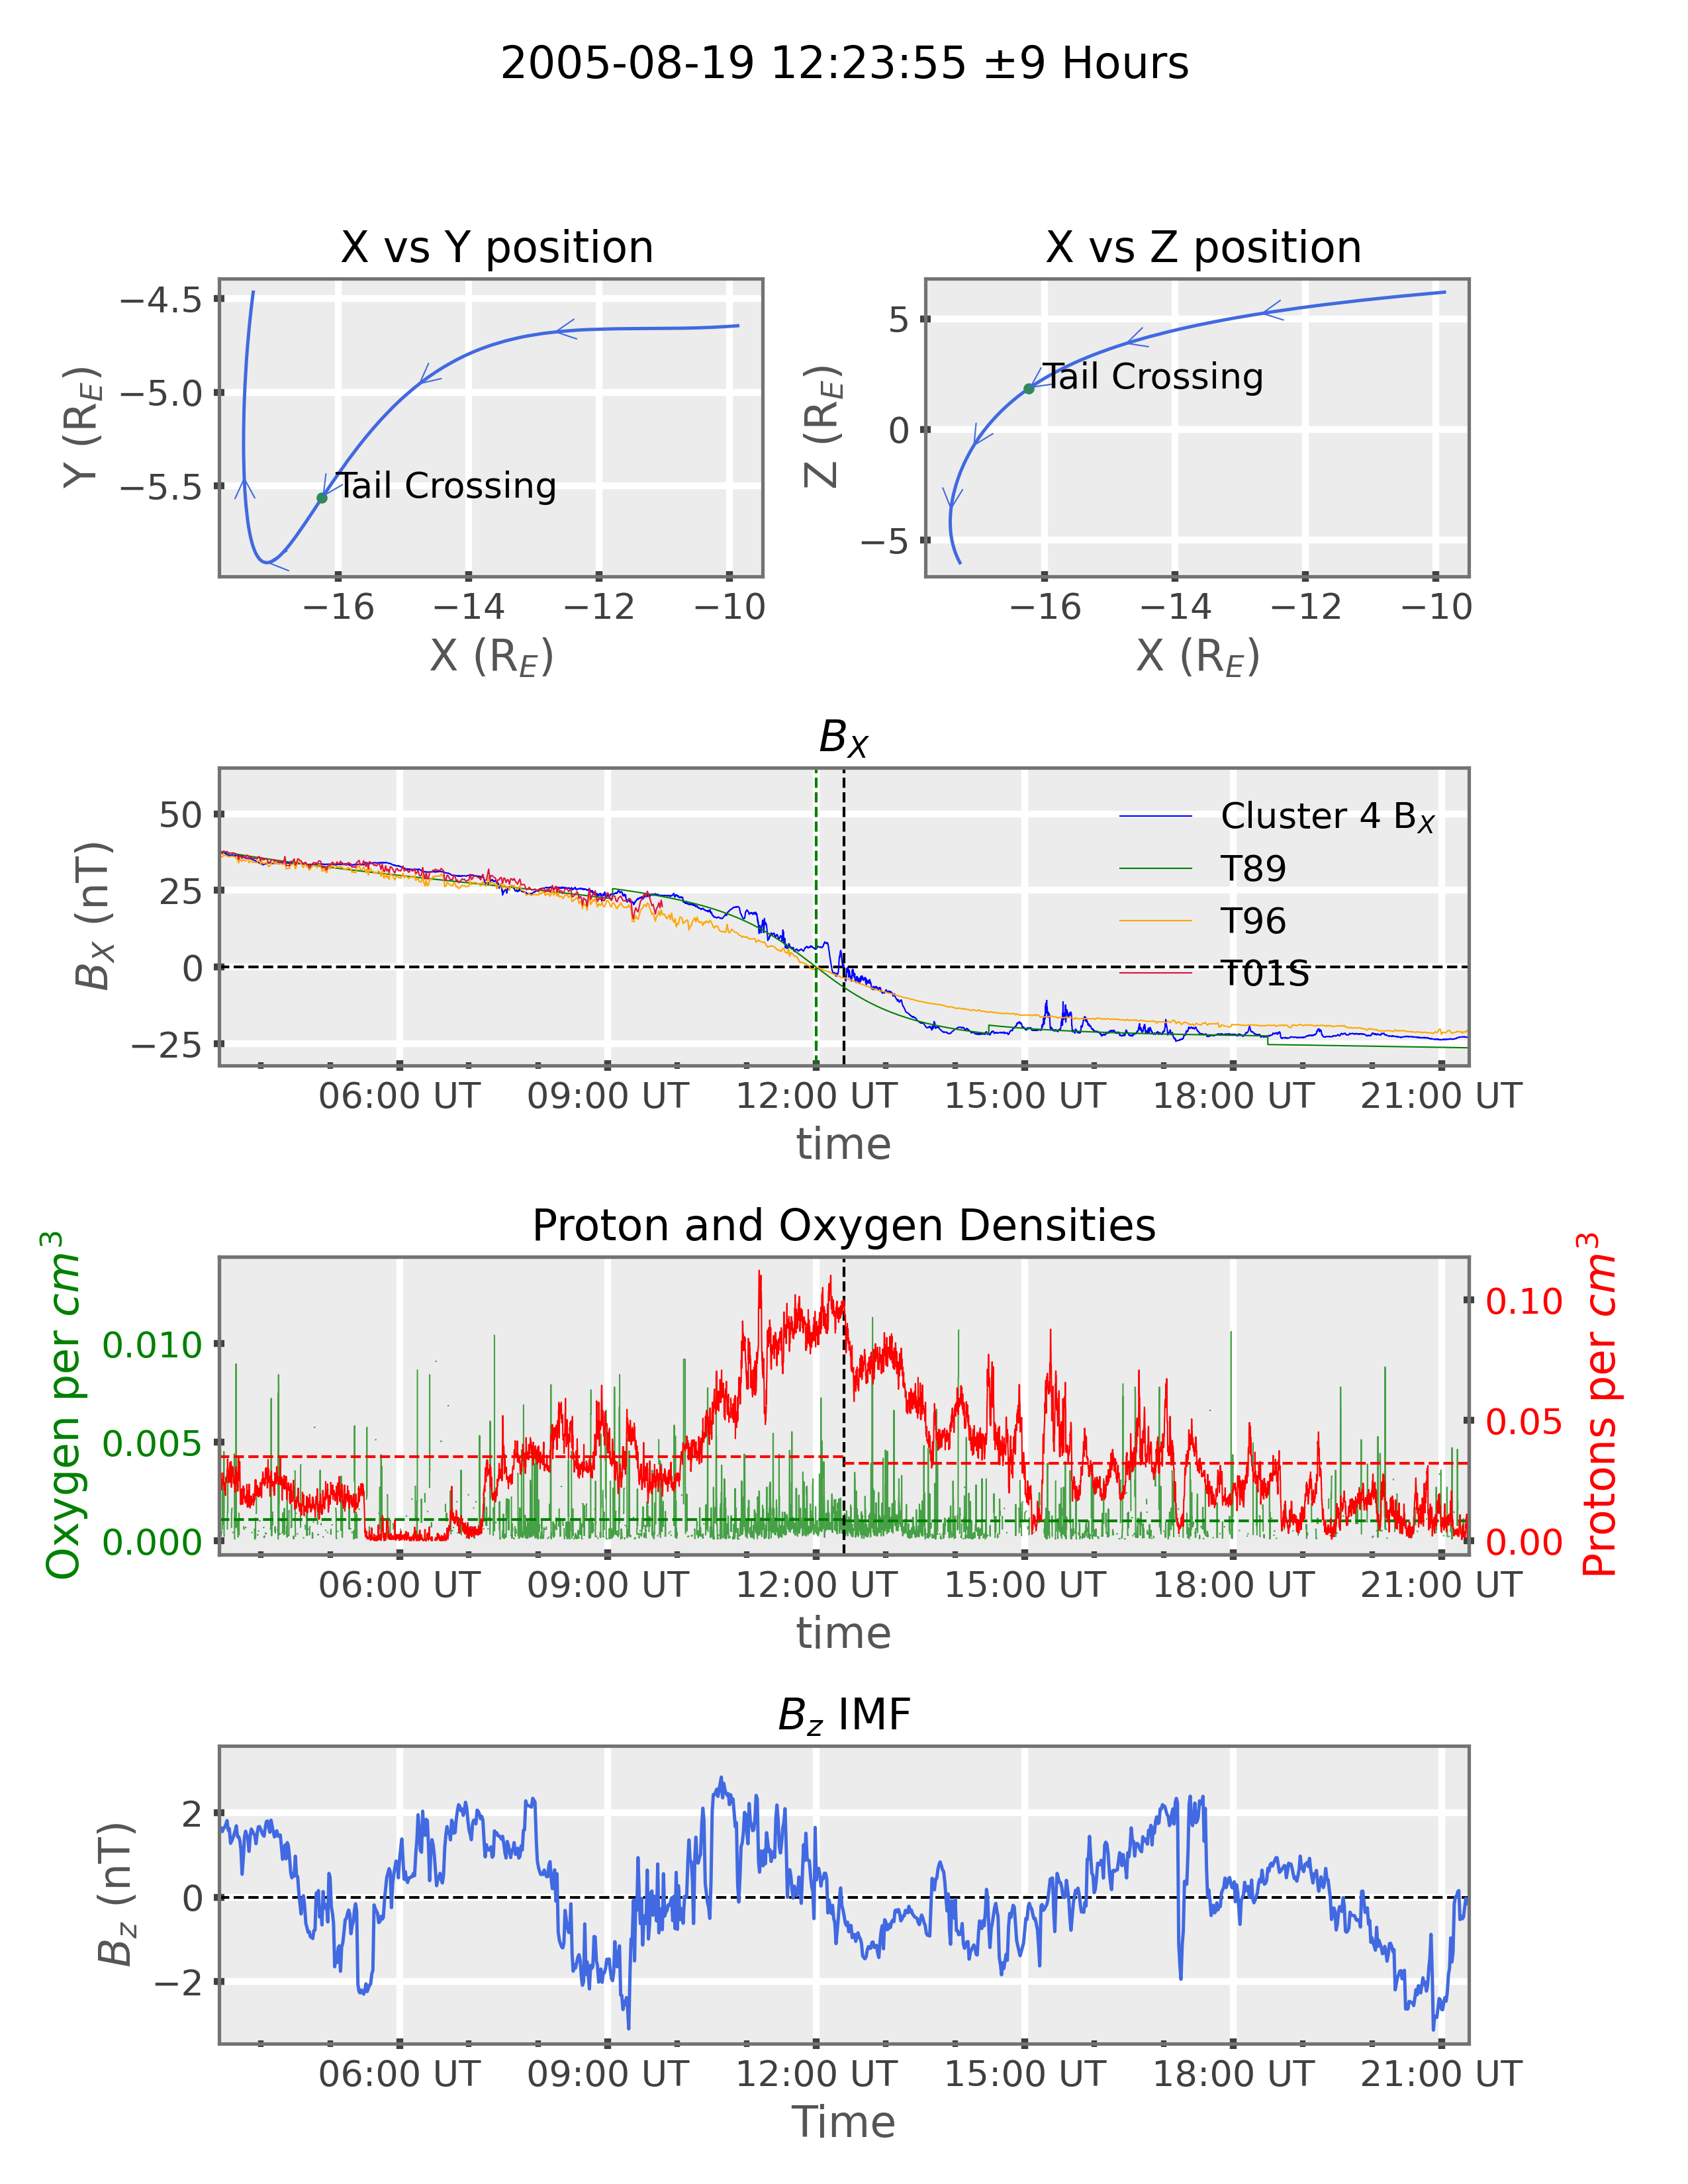 2005-08-19 12:23:55 ±9 Hours
X vs Y position
X vs Z position
−4.5
−5.0
−5.5
Y (R_E)
Tail Crossing
−16 −14 −12 −10
X (R_E)
5
0
−5
Z (R_E)
Tail Crossing
−16 −14 −12 −10
X (R_E)
B_X
50
25
0
−25
B_X (nT)
Cluster 4 B_X
T89
T96
T01S
06:00 UT 09:00 UT 12:00 UT 15:00 UT 18:00 UT 21:00 UT
time
Proton and Oxygen Densities
0.010
0.005
0.000
Oxygen per cm³
0.10
0.05
0.00
Protons per cm³
06:00 UT 09:00 UT 12:00 UT 15:00 UT 18:00 UT 21:00 UT
time
B_z IMF
2
0
−2
B_z (nT)
06:00 UT 09:00 UT 12:00 UT 15:00 UT 18:00 UT 21:00 UT
Time